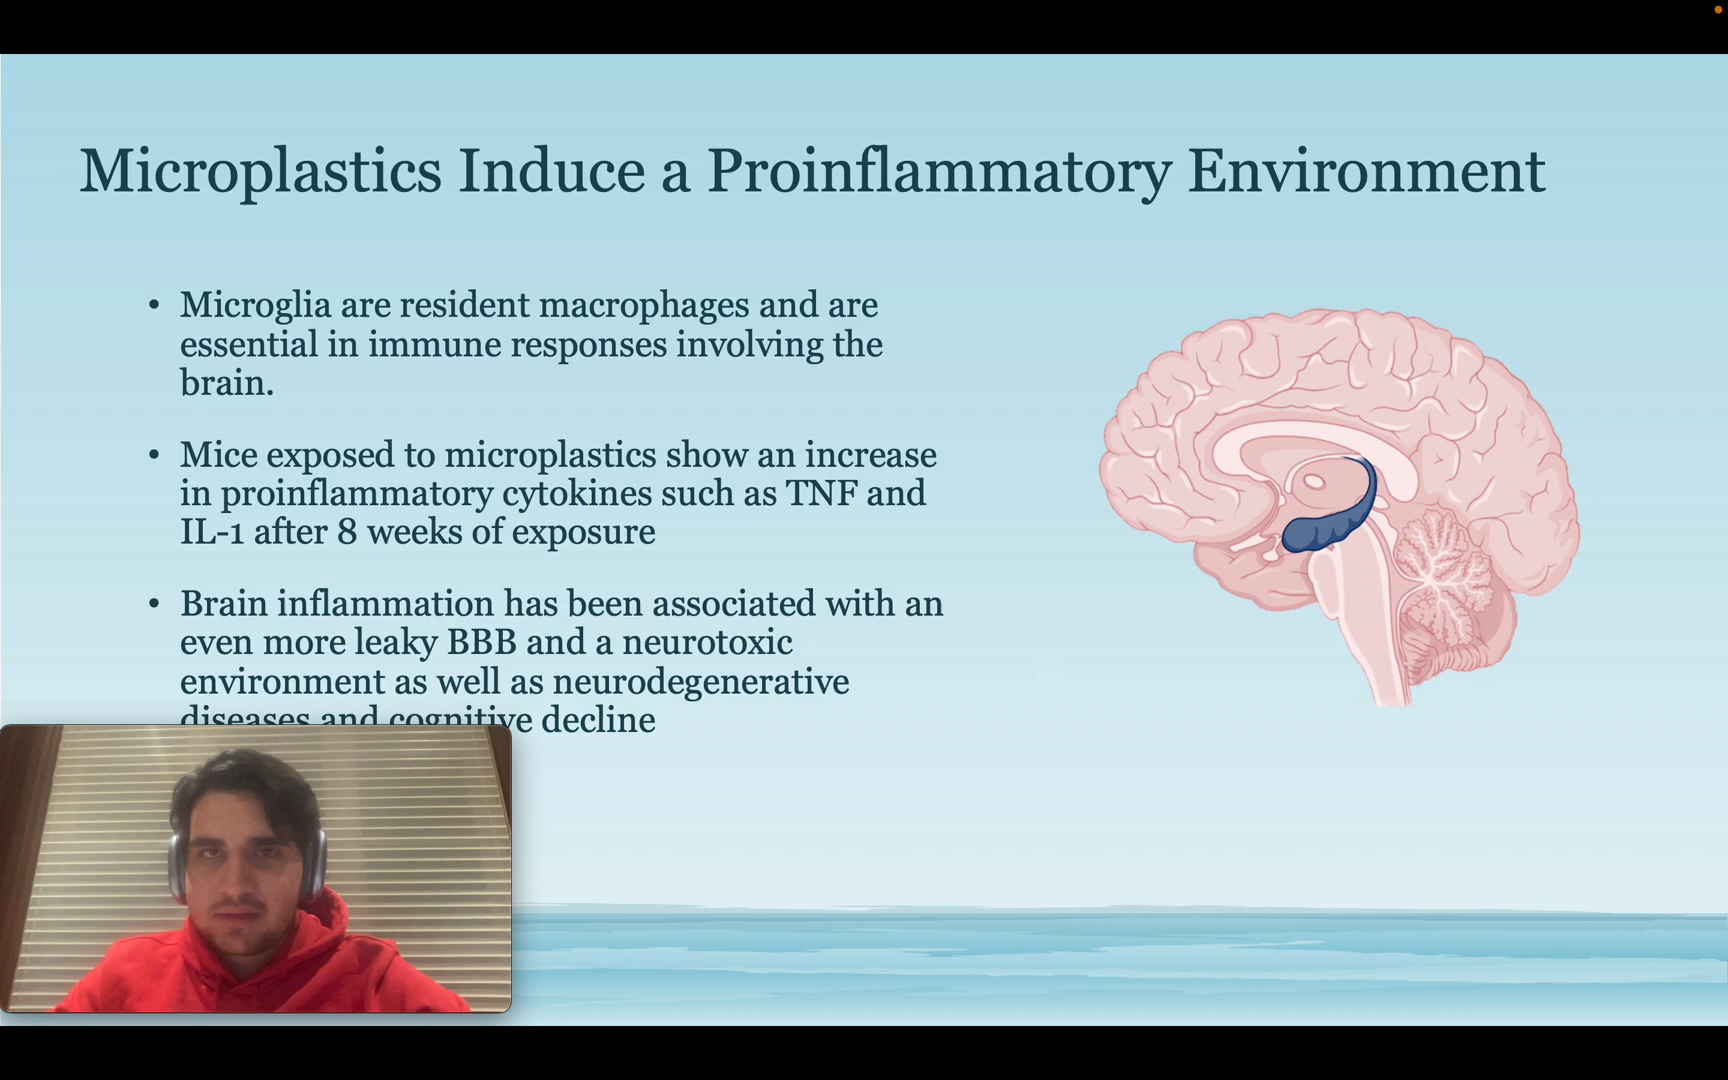 Microplastics Induce a Proinflammatory Environment
• Microglia are resident macrophages and are
essential in immune responses involving the
brain.
• Mice exposed to microplastics show an increase
in proinflammatory cytokines such as TNF and
IL-1 after 8 weeks of exposure
• Brain inflammation has been associated with an
even more leaky BBB and a neurotoxic
environment as well as neurodegenerative
diseases and cognitive decline